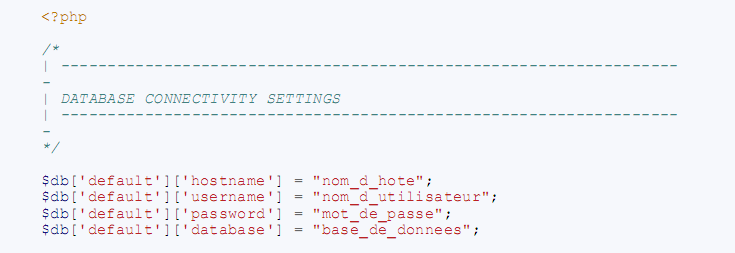 <?php
/*
| -------------------------------------------------------------------
-
| DATABASE CONNECTIVITY SETTINGS
| -------------------------------------------------------------------
-
*/
$db['default']['hostname'] = "nom_d_hote";
$db['default']['username'] = "nom_d_utilisateur";
$db['default']['password'] = "mot_de_passe";
$db['default']['database'] = "base_de_donnees";